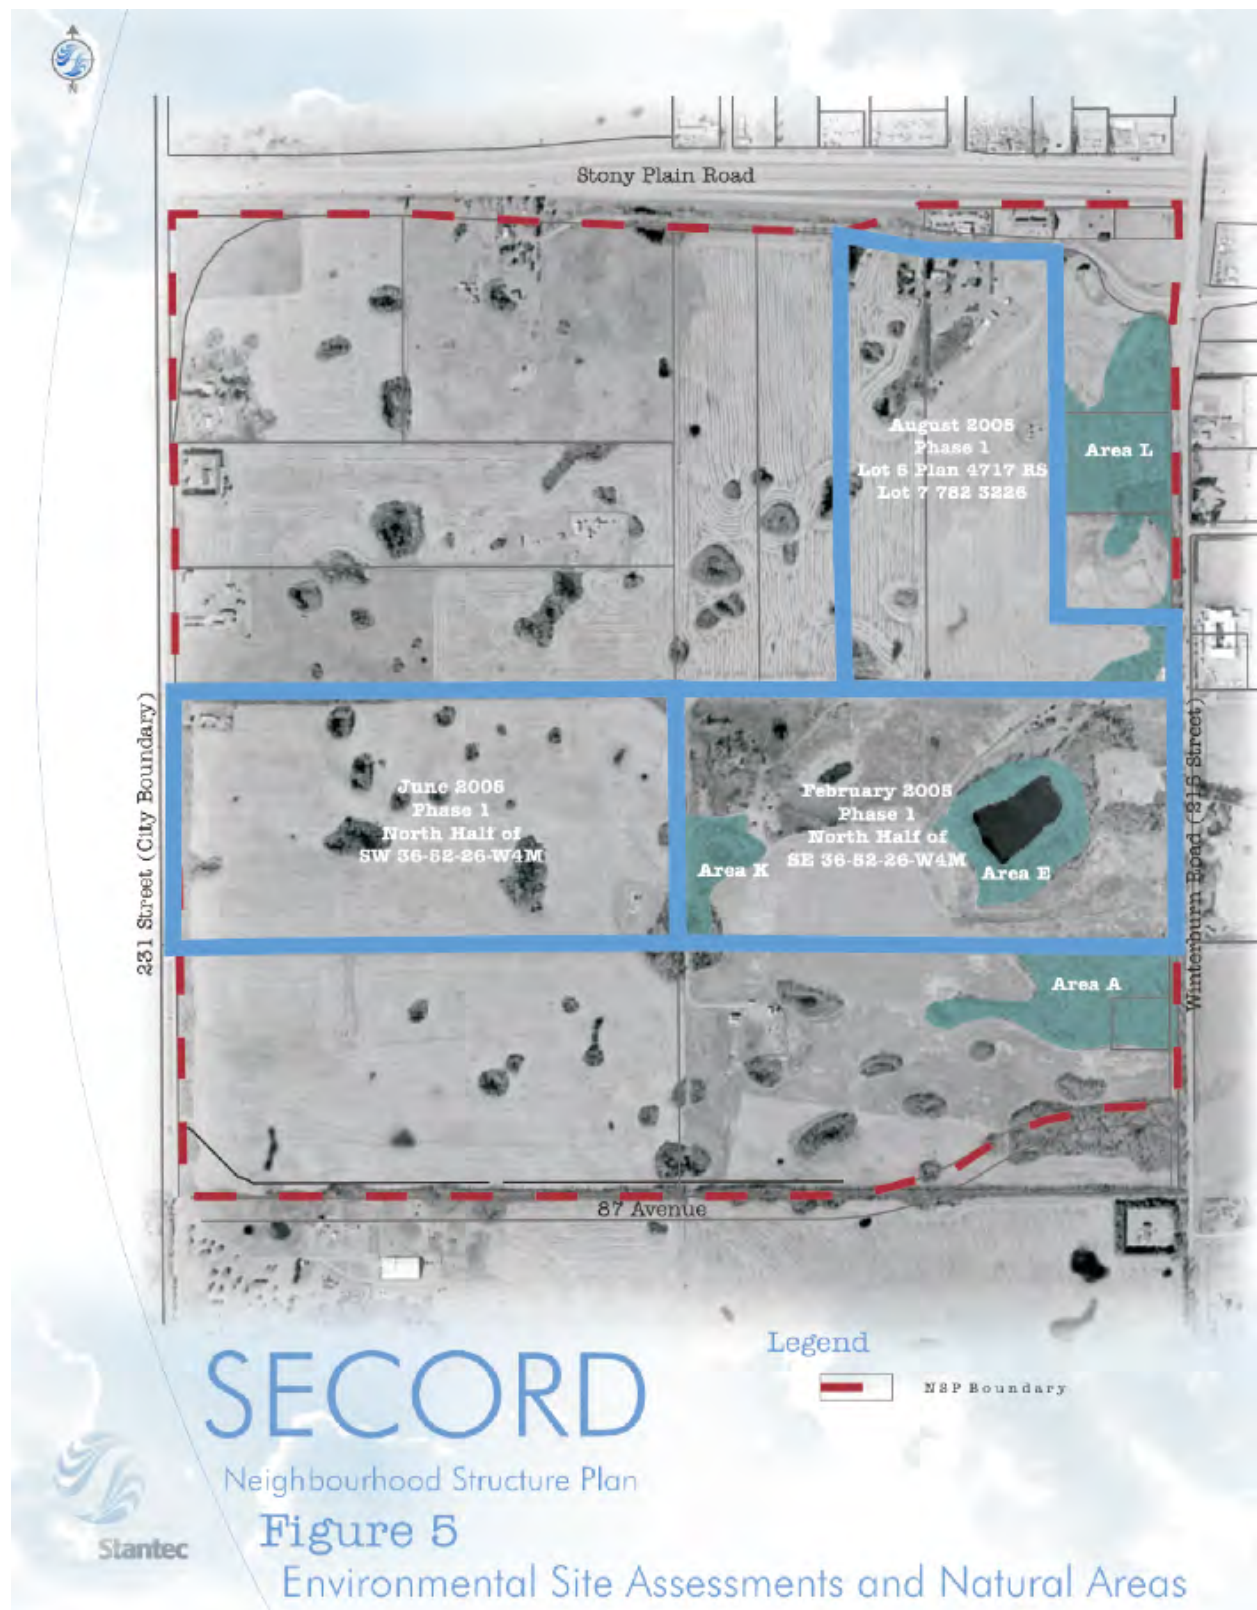 N
Stony Plain Road
August 2005
Phase 1
Lot 5 Plan 4717 RS
Lot 7 782 3226
Area L
231 Street (City Boundary)
Winterburn Road (215 Street)
June 2005
Phase 1
North Half of
SW 36-52-26-W4M
February 2005
Phase 1
North Half of
SE 36-52-26-W4M
Area K
Area E
Area A
87 Avenue
Legend
NSP Boundary
SECORD
Neighbourhood Structure Plan
Figure 5
Environmental Site Assessments and Natural Areas
Stantec